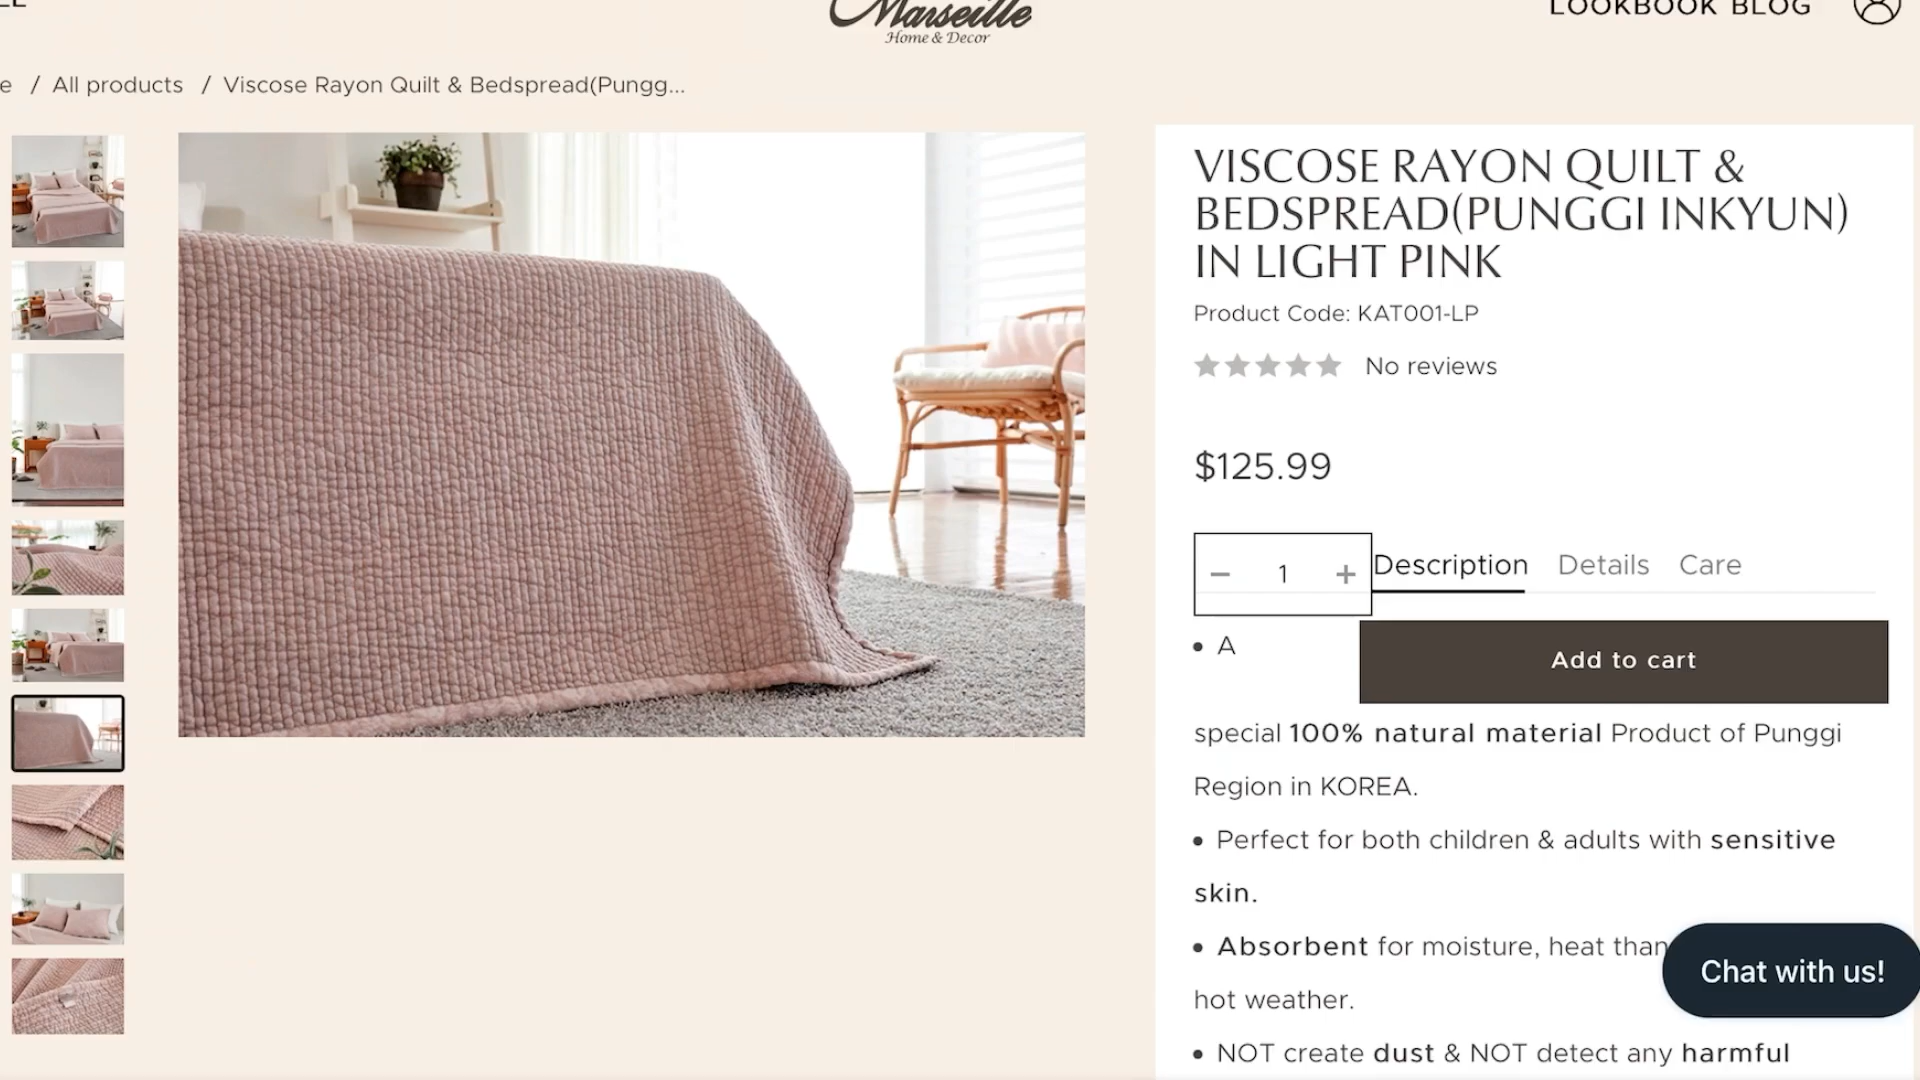 Marseille
Home & Decor
LOOKBOOK BLOG
e / All products / Viscose Rayon Quilt & Bedspread(Pungg...
VISCOSE RAYON QUILT &
BEDSPREAD(PUNGGI INKYUN)
IN LIGHT PINK
Product Code: KAT001-LP
No reviews
$125.99
− 1 +
Description Details Care
• A
Add to cart
special 100% natural material Product of Punggi
Region in KOREA.
• Perfect for both children & adults with sensitive
skin.
• Absorbent for moisture, heat than
hot weather.
Chat with us!
• NOT create dust & NOT detect any harmful